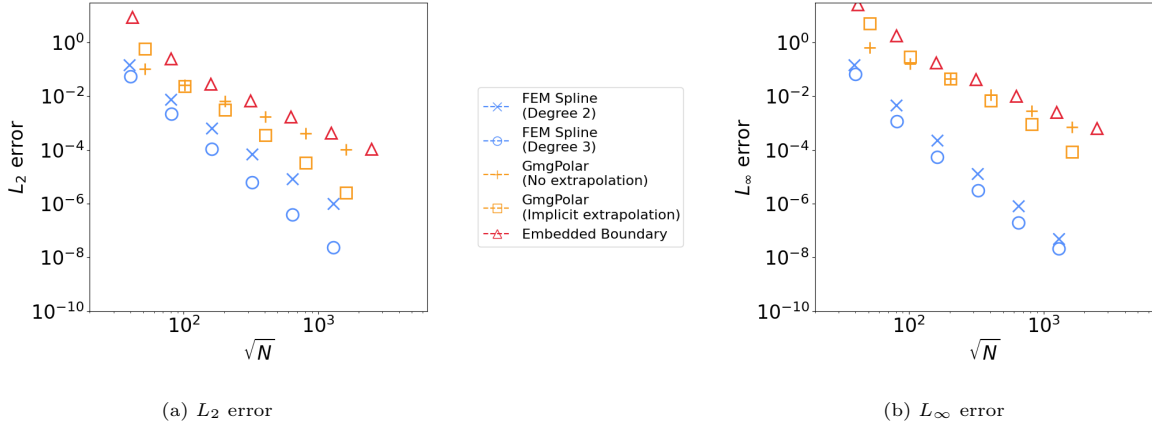 10^0
10^{-2}
10^{-4}
10^{-6}
10^{-8}
10^{-10}
L_2 error
10^2
10^3
\sqrt{N}
(a) L_2 error
FEM Spline
(Degree 2)
FEM Spline
(Degree 3)
GmgPolar
(No extrapolation)
GmgPolar
(Implicit extrapolation)
Embedded Boundary
10^0
10^{-2}
10^{-4}
10^{-6}
10^{-8}
10^{-10}
L_∞ error
10^2
10^3
\sqrt{N}
(b) L_∞ error